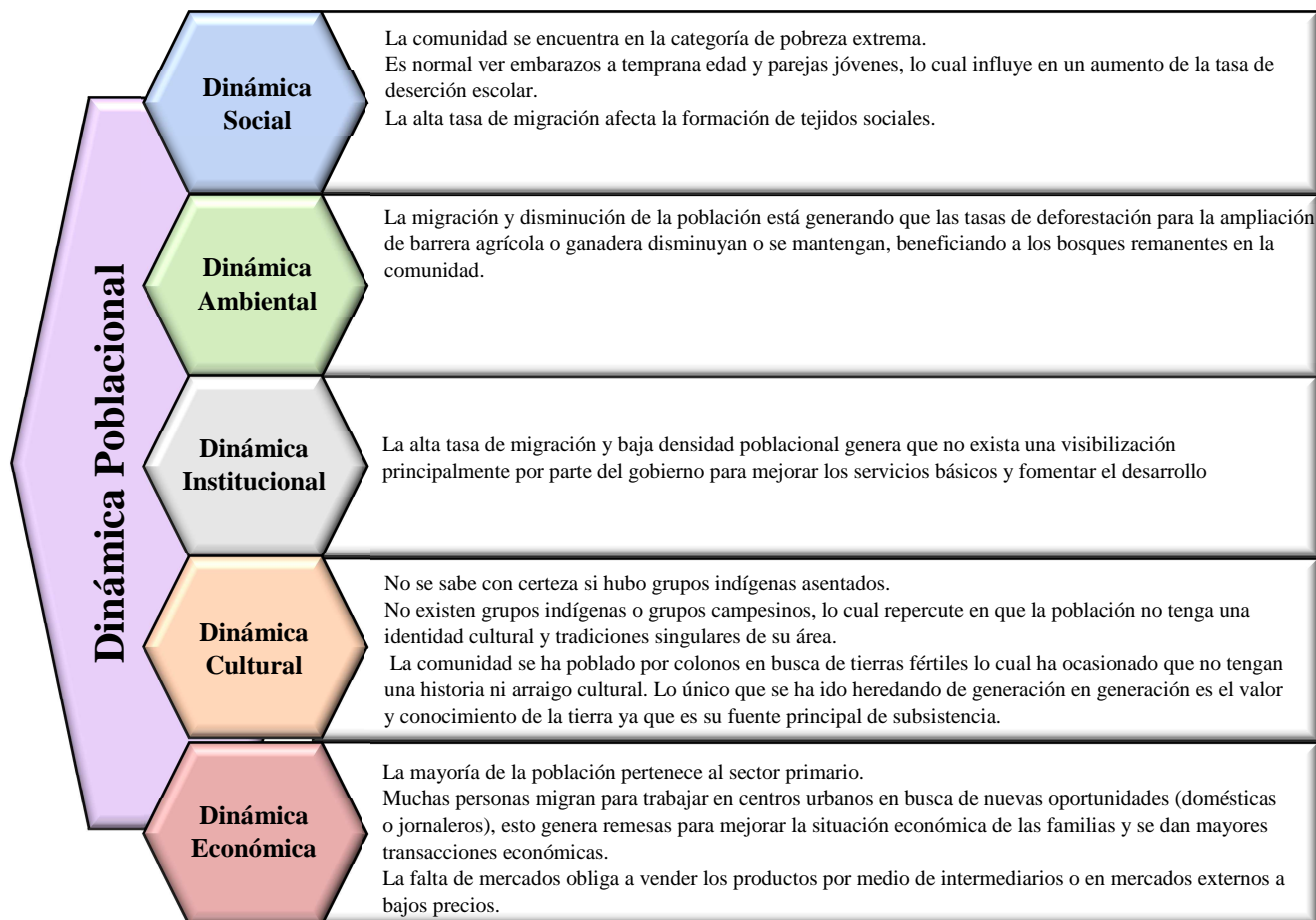 Dinámica Poblacional
Dinámica
Social
La comunidad se encuentra en la categoría de pobreza extrema.
Es normal ver embarazos a temprana edad y parejas jóvenes, lo cual influye en un aumento de la tasa de
deserción escolar.
La alta tasa de migración afecta la formación de tejidos sociales.
Dinámica
Ambiental
La migración y disminución de la población está generando que las tasas de deforestación para la ampliación
de barrera agrícola o ganadera disminuyan o se mantengan, beneficiando a los bosques remanentes en la
comunidad.
Dinámica
Institucional
La alta tasa de migración y baja densidad poblacional genera que no exista una visibilización
principalmente por parte del gobierno para mejorar los servicios básicos y fomentar el desarrollo
Dinámica
Cultural
No se sabe con certeza si hubo grupos indígenas asentados.
No existen grupos indígenas o grupos campesinos, lo cual repercute en que la población no tenga una
identidad cultural y tradiciones singulares de su área.
La comunidad se ha poblado por colonos en busca de tierras fértiles lo cual ha ocasionado que no tengan
una historia ni arraigo cultural. Lo único que se ha ido heredando de generación en generación es el valor
y conocimiento de la tierra ya que es su fuente principal de subsistencia.
Dinámica
Económica
La mayoría de la población pertenece al sector primario.
Muchas personas migran para trabajar en centros urbanos en busca de nuevas oportunidades (domésticas
o jornaleros), esto genera remesas para mejorar la situación económica de las familias y se dan mayores
transacciones económicas.
La falta de mercados obliga a vender los productos por medio de intermediarios o en mercados externos a
bajos precios.